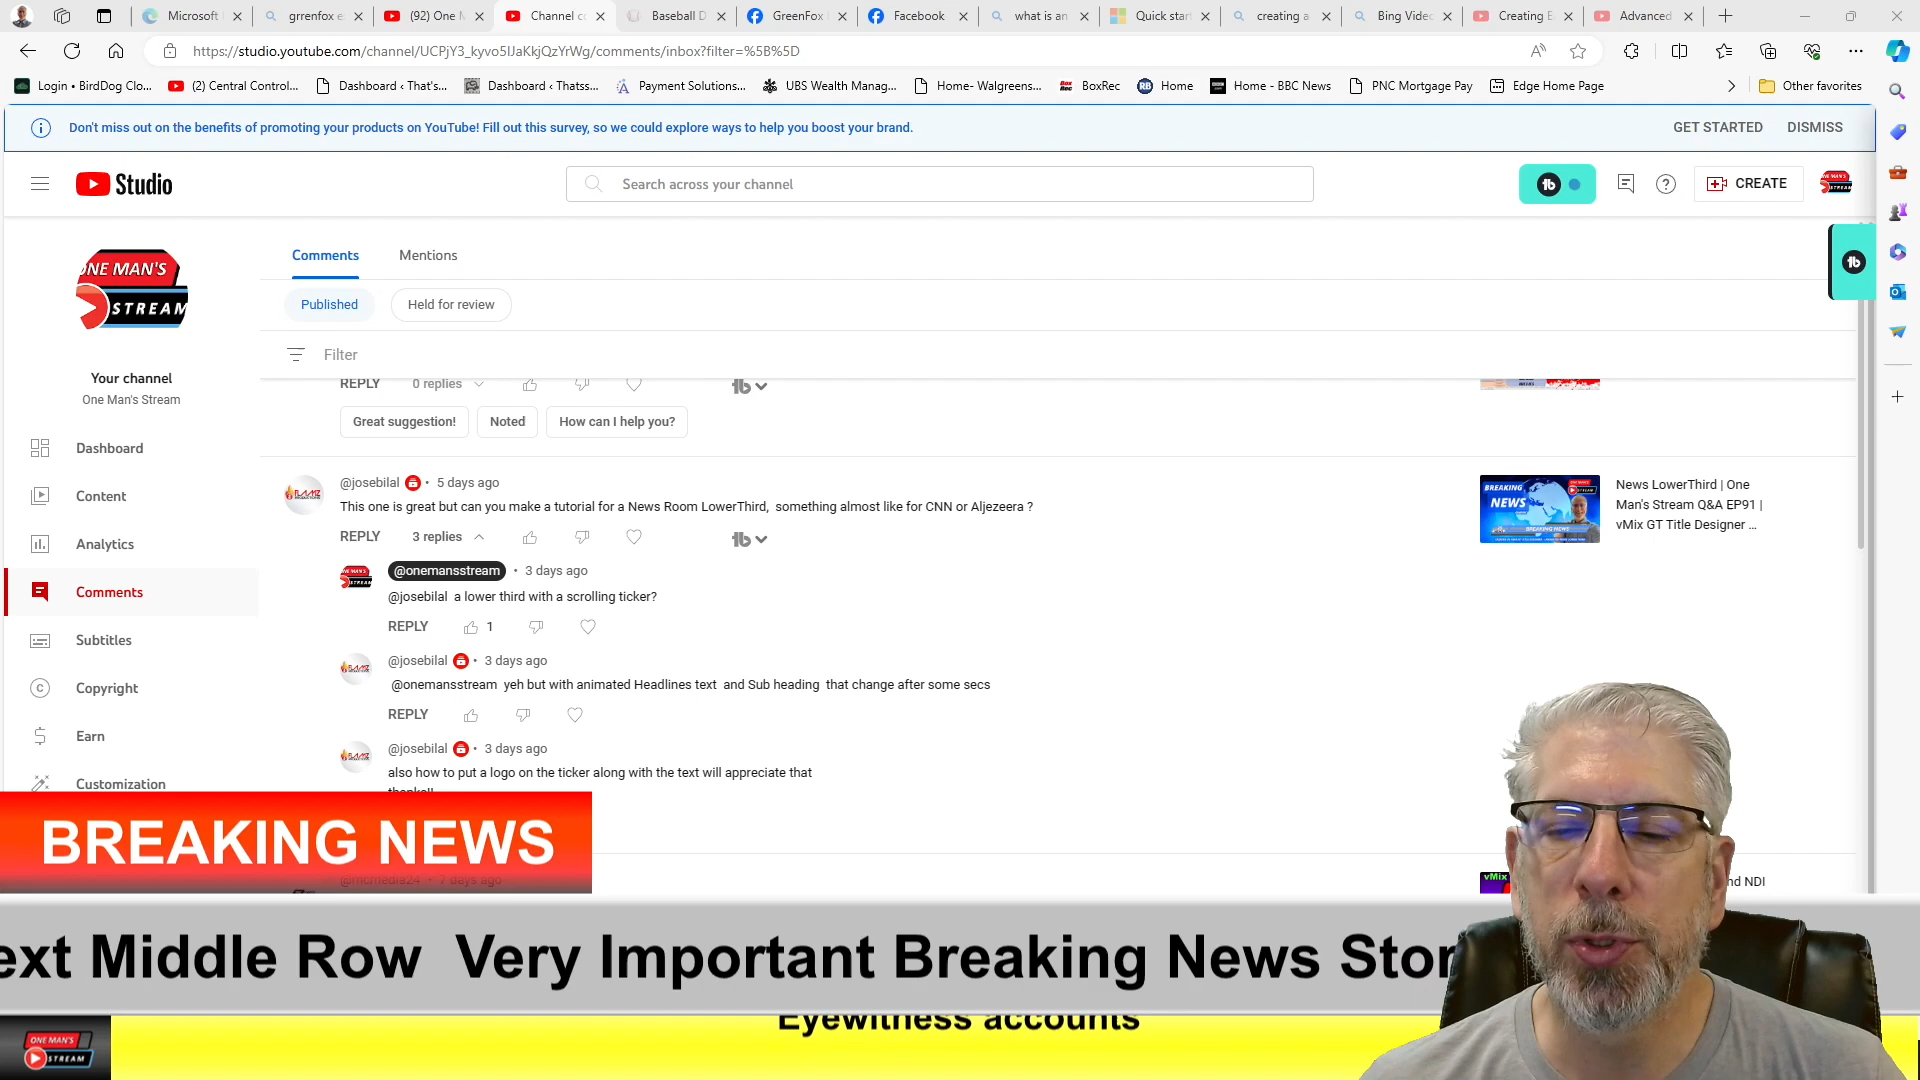 Microsoft
grrenfox e
(92) One M
Channel co
Baseball D
GreenFox
Facebook
what is an
Quick star
creating a
Bing Video
Creating E
Advanced
https://studio.youtube.com/channel/UCPjY3_kyvo5lJaKkjQzYrWg/comments/inbox?filter=%5B%5D
Login • BirdDog Clo...
(2) Central Control...
Dashboard ‹ That's...
Dashboard ‹ Thatss...
Payment Solutions...
UBS Wealth Manag...
Home- Walgreens...
BoxRec
Home
Home - BBC News
PNC Mortgage Pay
Edge Home Page
Other favorites
Don't miss out on the benefits of promoting your products on YouTube! Fill out this survey, so we could explore ways to help you boost your brand.
GET STARTED
DISMISS
Studio
Search across your channel
CREATE
ONE MAN'S
STREAM
Your channel
One Man's Stream
Dashboard
Content
Analytics
Comments
Subtitles
Copyright
Earn
Customization
Comments
Mentions
Published
Held for review
Filter
REPLY 0 replies
Great suggestion!
Noted
How can I help you?
@josebilal • 5 days ago
This one is great but can you make a tutorial for a News Room LowerThird, something almost like for CNN or Aljezeera ?
REPLY 3 replies
BREAKING
NEWS
BREAKING NEWS
News LowerThird | One
Man's Stream Q&A EP91 |
vMix GT Title Designer ...
@onemansstream • 3 days ago
@josebilal a lower third with a scrolling ticker?
REPLY 1
@josebilal • 3 days ago
@onemansstream yeh but with animated Headlines text and Sub heading that change after some secs
REPLY
@josebilal • 3 days ago
also how to put a logo on the ticker along with the text will appreciate that
thanks!!
@mcmedia24 • 7 days ago
vMix
nd NDI
BREAKING NEWS
ext Middle Row Very Important Breaking News Stor
Eyewitness accounts
ONE MAN'S
STREAM